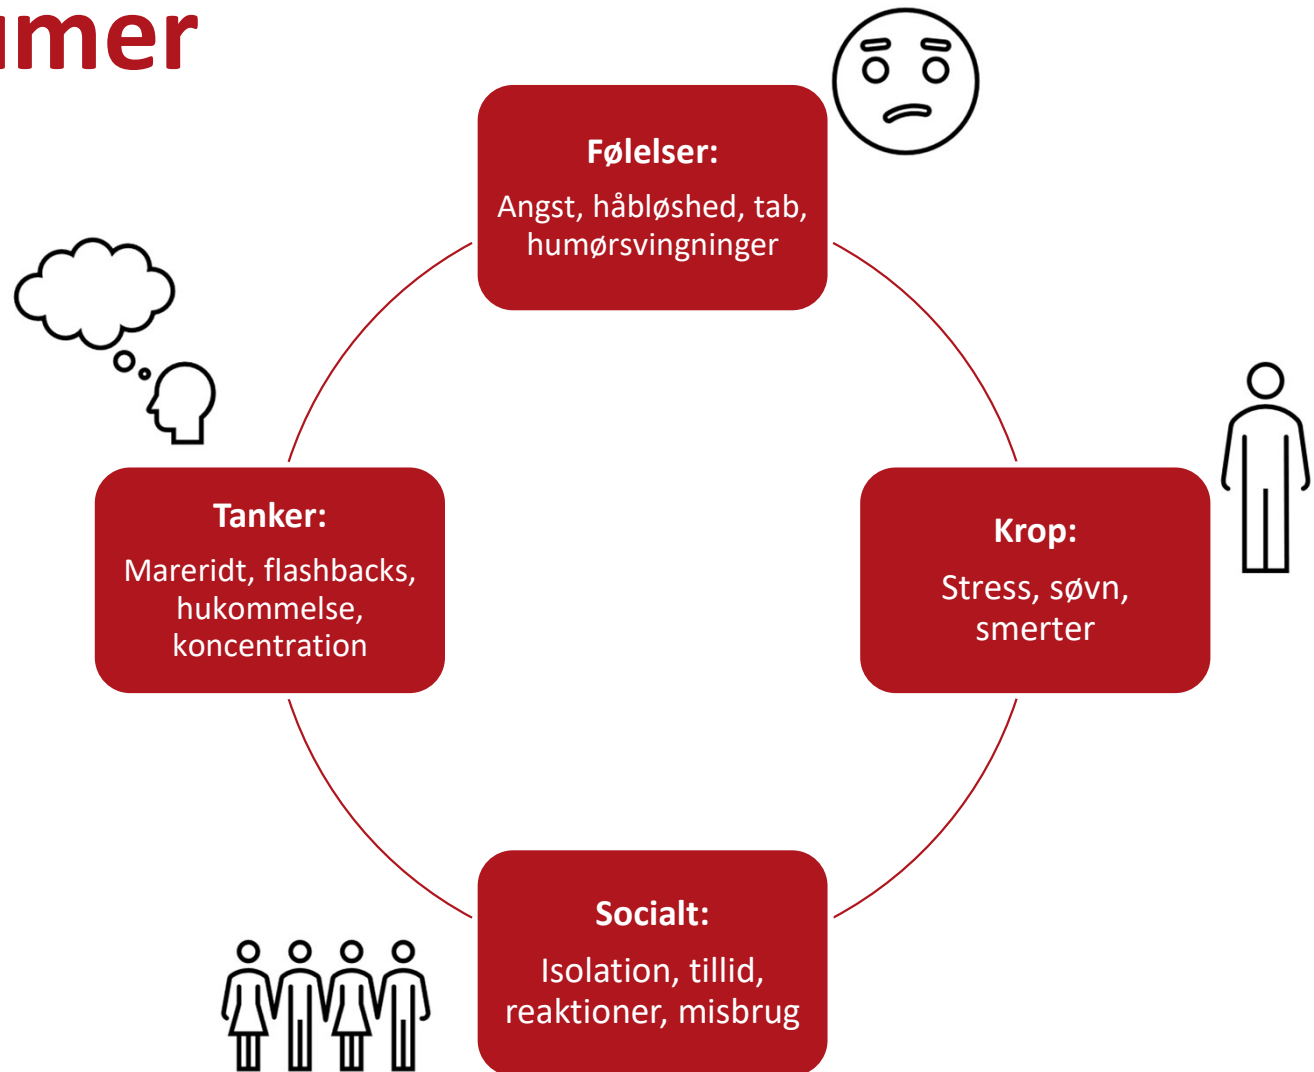 umer
Følelser:
Angst, håbløshed, tab,
humørsvingninger
Tanker:
Mareridt, flashbacks,
hukommelse,
koncentration
Krop:
Stress, søvn,
smerter
Socialt:
Isolation, tillid,
reaktioner, misbrug